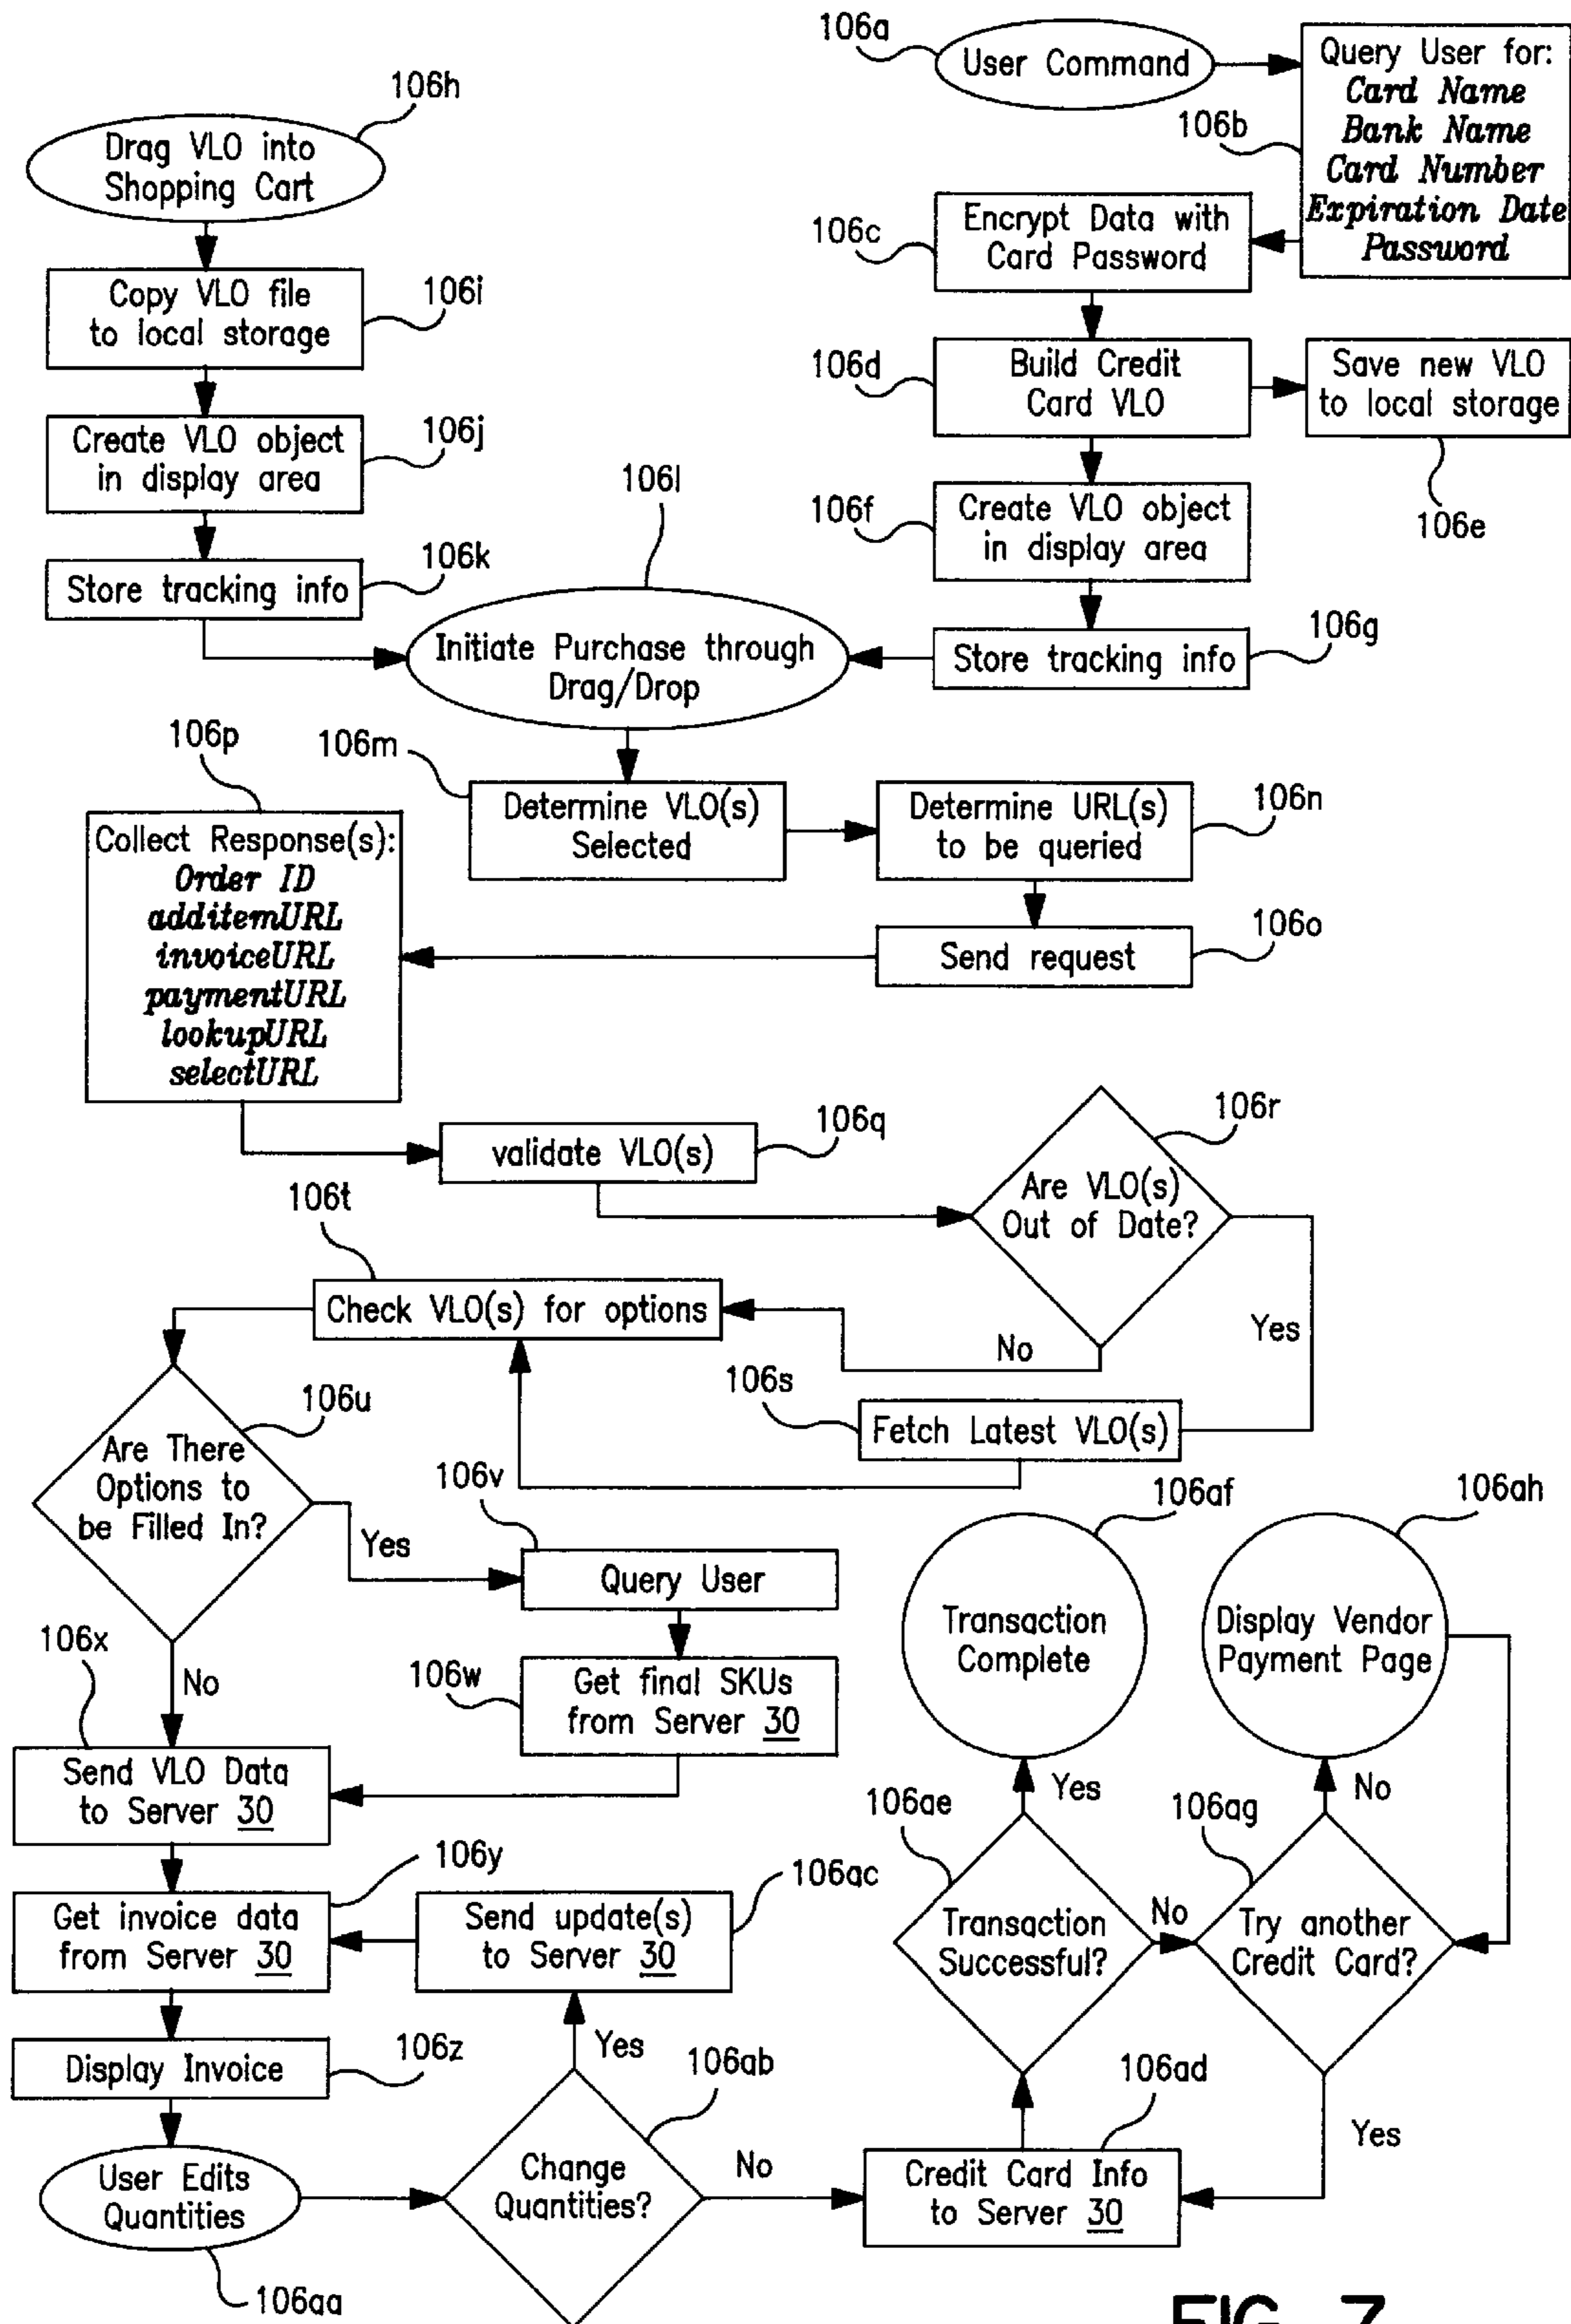 106a
User Command
Query User for:
Card Name
Bank Name
Card Number
Expiration Date
Password
106b
106h
Drag VLO into
Shopping Cart
106c
Encrypt Data with
Card Password
Copy VLO file
to local storage
106i
106d
Build Credit
Card VLO
Save new VLO
to local storage
106e
Create VLO object
in display area
106j
106f
Create VLO object
in display area
Store tracking info
106k
106l
Initiate Purchase through
Drag/Drop
Store tracking info
106g
106p
Collect Response(s):
Order ID
additemURL
invoiceURL
paymentURL
lookupURL
selectURL
106m
Determine VLO(s)
Selected
Determine URL(s)
to be queried
106n
Send request
106o
validate VLO(s)
106q
106r
Are VLO(s)
Out of Date?
Yes
No
106t
Check VLO(s) for options
106s
Fetch Latest VLO(s)
106u
Are There
Options to
be Filled In?
Yes
No
106v
Query User
106w
Get final SKUs
from Server 30
106x
Send VLO Data
to Server 30
106y
Get invoice data
from Server 30
106ac
Send update(s)
to Server 30
Display Invoice
106z
Yes
106ab
User Edits
Quantities
106aa
Change
Quantities?
No
106ad
Credit Card Info
to Server 30
106ae
Transaction
Successful?
Yes
No
106af
Transaction
Complete
106ag
Try another
Credit Card?
No
Yes
106ah
Display Vendor
Payment Page
FIG. 7